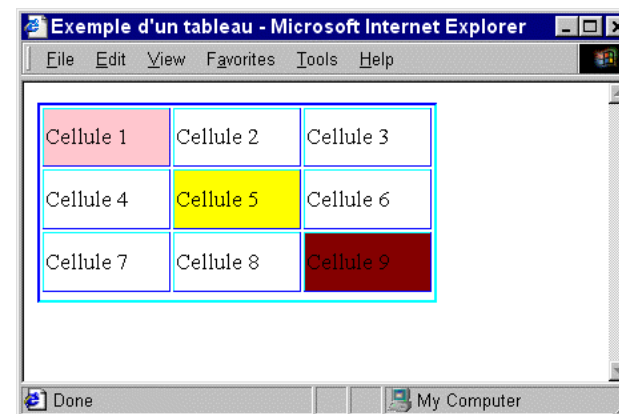 Exemple d'un tableau - Microsoft Internet Explorer
File Edit View Favorites Tools Help
Cellule 1 Cellule 2 Cellule 3
Cellule 4 Cellule 5 Cellule 6
Cellule 7 Cellule 8 Cellule 9
Done My Computer